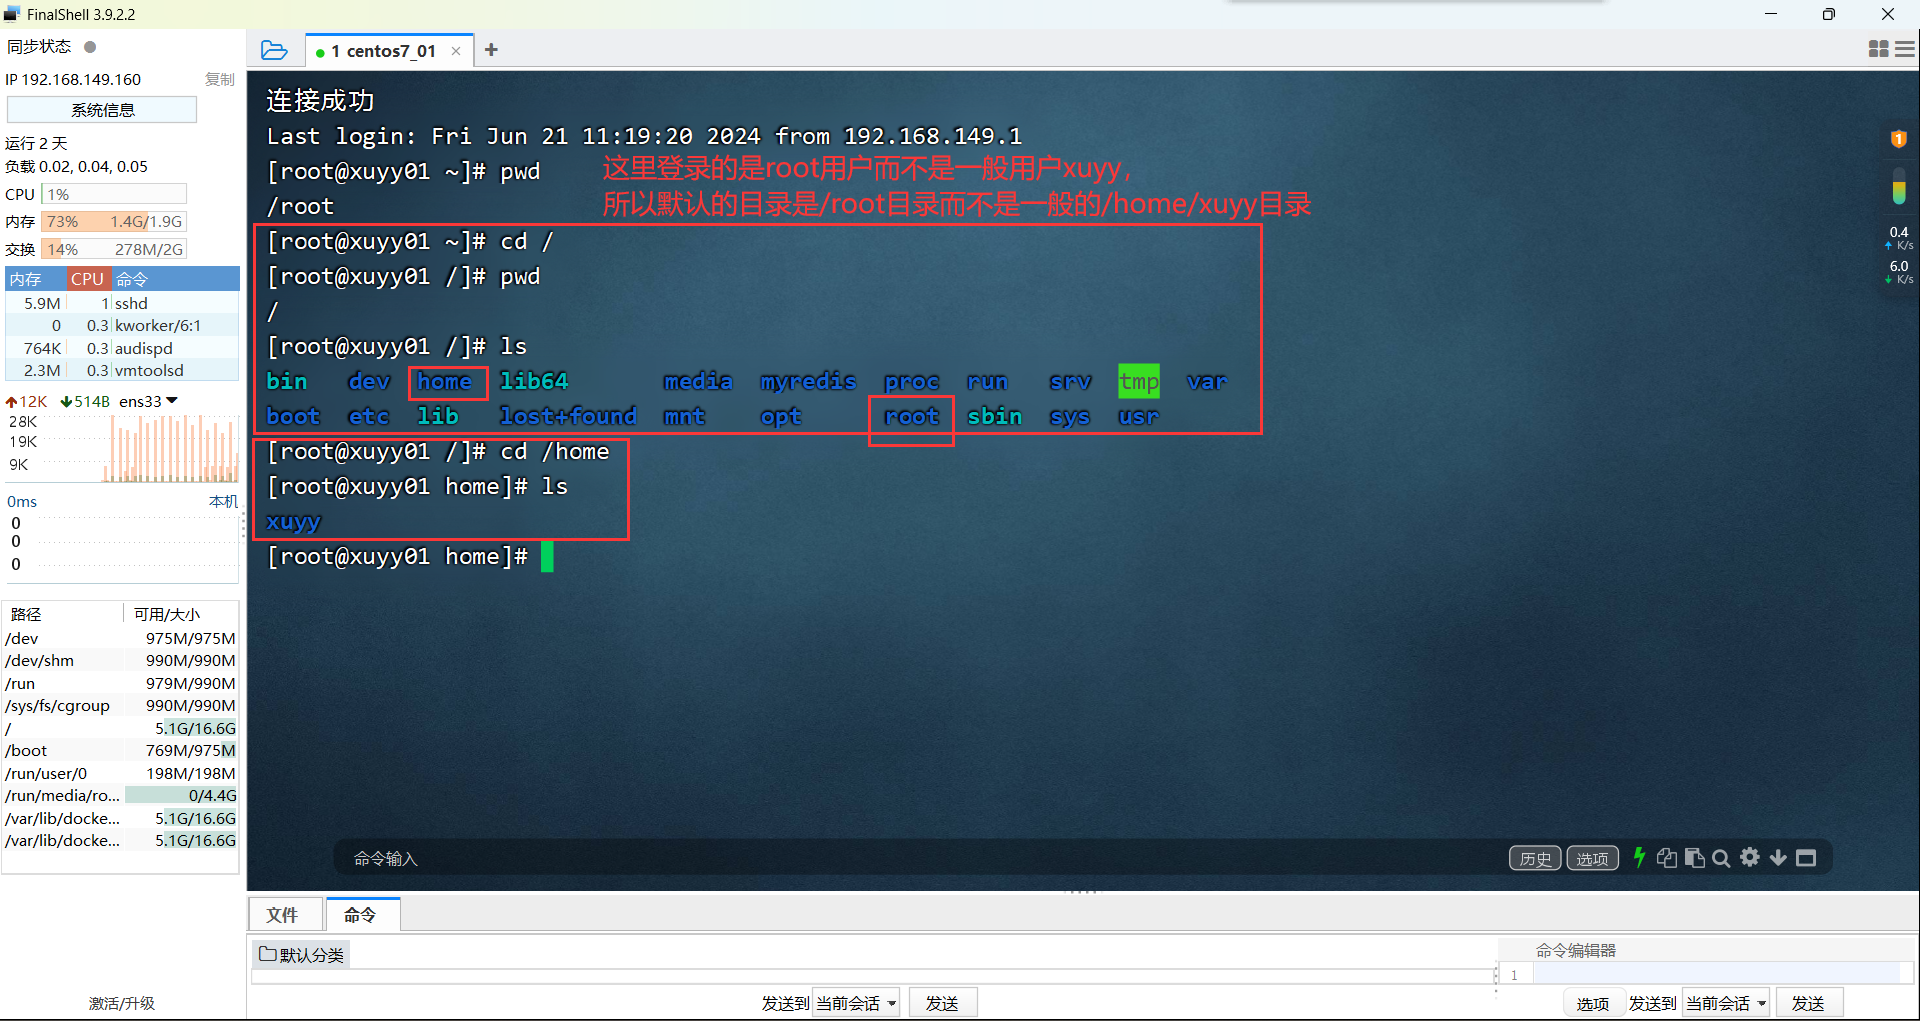 FinalShell 3.9.2.2
同步状态
IP 192.168.149.160 复制
系统信息
运行 2 天
负载 0.02, 0.04, 0.05
CPU 1%
内存 73% 1.4G/1.9G
交换 14% 278M/2G
内存 CPU 命令
5.9M 1 sshd
0 0.3 kworker/6:1
764K 0.3 audispd
2.3M 0.3 vmtoolsd
12K 514B ens33
28K
19K
9K
0ms 本机
0
0
0
路径 可用/大小
/dev 975M/975M
/dev/shm 990M/990M
/run 979M/990M
/sys/fs/cgroup 990M/990M
/ 5.1G/16.6G
/boot 769M/975M
/run/user/0 198M/198M
/run/media/ro... 0/4.4G
/var/lib/docke... 5.1G/16.6G
/var/lib/docke... 5.1G/16.6G
激活/升级
1 centos7_01
连接成功
Last login: Fri Jun 21 11:19:20 2024 from 192.168.149.1
[root@xuyy01 ~]# pwd
这里登录的是root用户而不是一般用户xuyy,
/root
所以默认的目录是/root目录而不是一般的/home/xuyy目录
[root@xuyy01 ~]# cd /
[root@xuyy01 /]# pwd
/
[root@xuyy01 /]# ls
bin dev home lib64 media myredis proc run srv tmp var
boot etc lib lost+found mnt opt root sbin sys usr
[root@xuyy01 /]# cd /home
[root@xuyy01 home]# ls
xuyy
[root@xuyy01 home]#
1
0.4
K/s
6.0
K/s
命令输入 历史 选项
文件 命令
默认分类
命令编辑器
1
发送到 当前会话 发送
选项 发送到 当前会话 发送